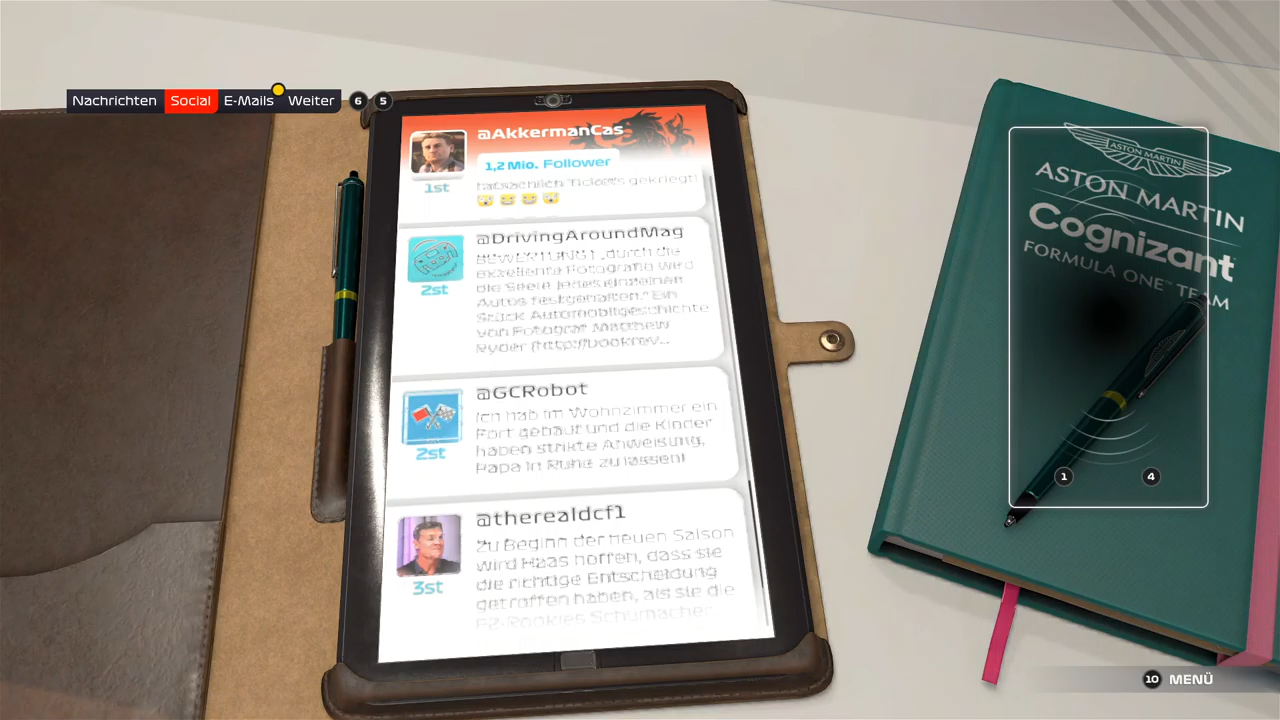 Nachrichten Social E-Mails Weiter 6 5
@AkkermanCas
1,2 Mio. Follower
1st
tatsächlich Tickets gekriegt!
@DrivingAroundMag
2st
BEWERTUNG] „durch die
exzellente Fotografie wird
die Seele jedes einzelnen
Autos festgehalten." Ein
Stück Automobilgeschichte
von Fotograf Matthew
Ryder (http://bookrev...
@GCRobot
2st
Ich hab im Wohnzimmer ein
Fort gebaut und die Kinder
haben strikte Anweisung,
Papa in Ruhe zu lassen!
@therealdcf1
3st
Zu Beginn der neuen Saison
wird Haas hoffen, dass sie
die richtige Entscheidung
getroffen haben, als sie die
F2-Rookies Schumacher
ASTON MARTIN
ASTON MARTIN
Cognizant
FORMULA ONE™ TEAM
1 4
10 MENÜ